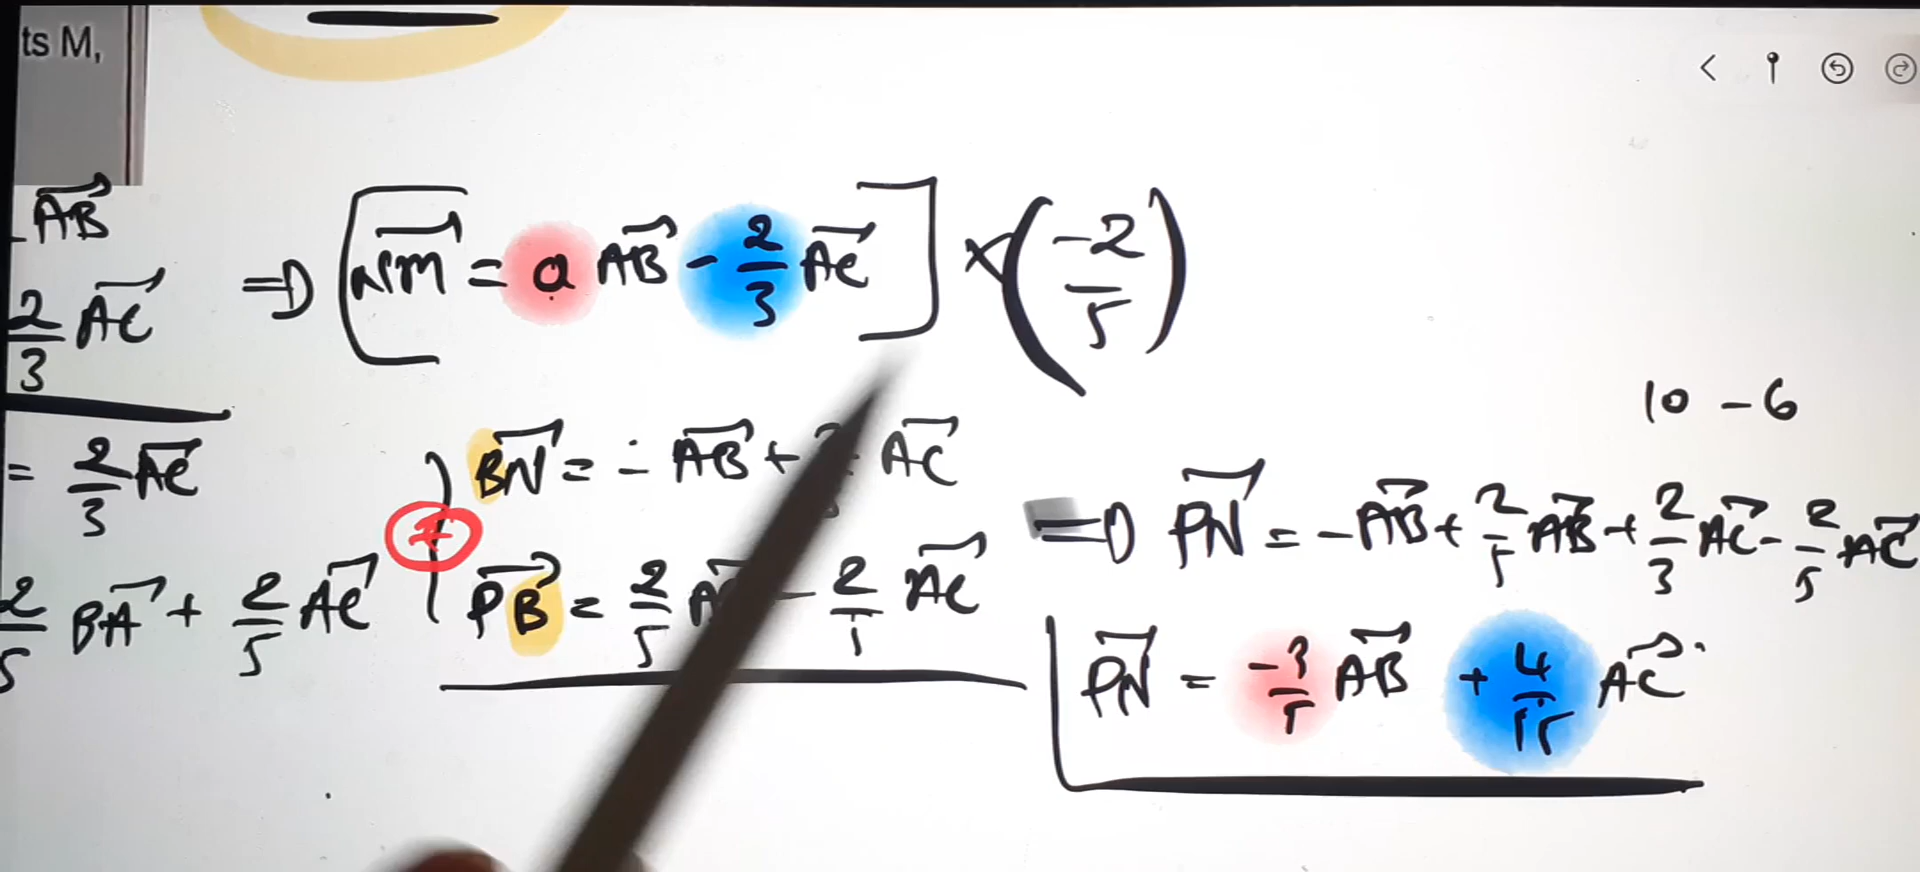 ts M,
AB
2/3 AC
⇒ [NM = a AB - 2/3 AC] × (-2/5)
= 2/3 AC
2/5 BA + 2/5 AC
+
BN = - AB + AC
PB = 2/5 - 2/5 AC
10 - 6
⇒ PN = -AB + 2/5 AB + 2/3 AC - 2/5 AC
PN = -3/5 AB + 4/15 AC